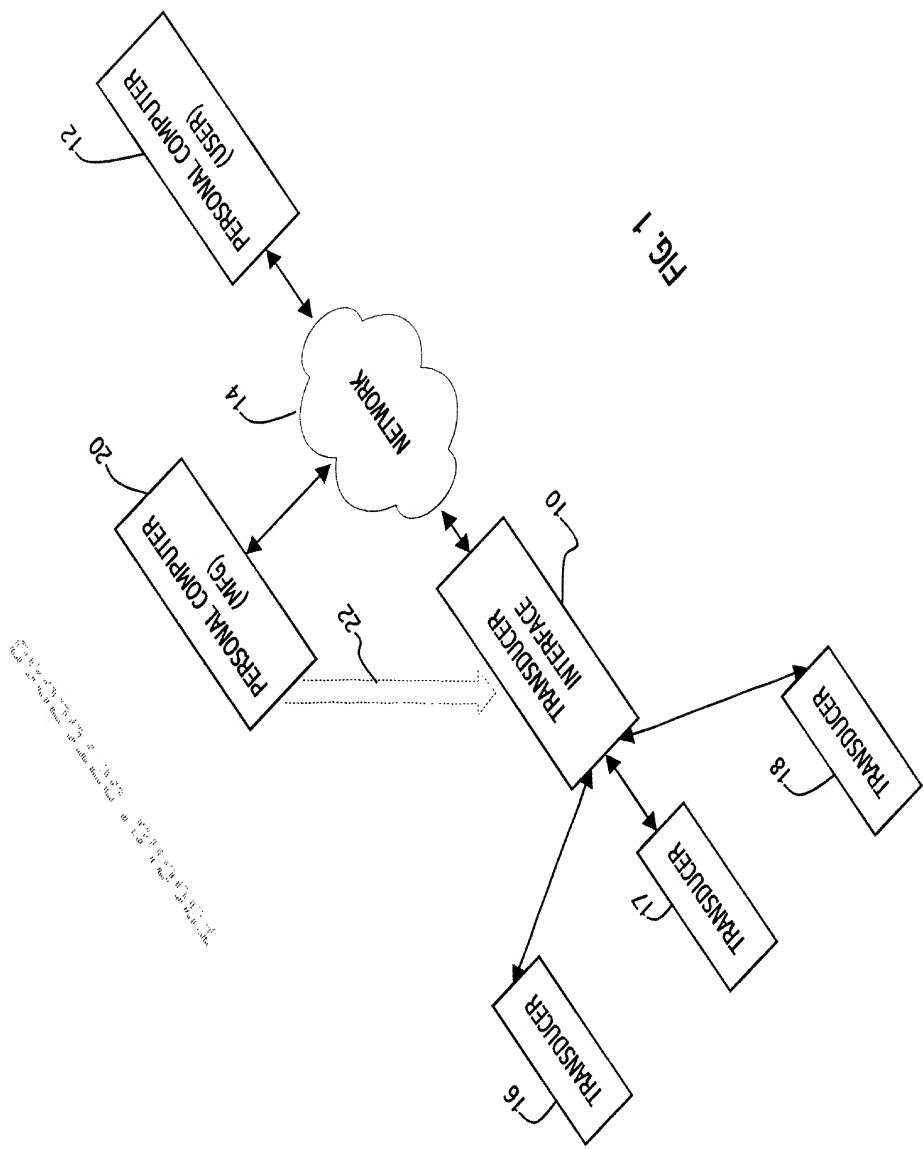 FIG. 1
PERSONAL COMPUTER
(USER)
12
NETWORK
14
PERSONAL COMPUTER
(MFG)
20
22
TRANSDUCER
INTERFACE
10
TRANSDUCER
18
TRANSDUCER
17
TRANSDUCER
16